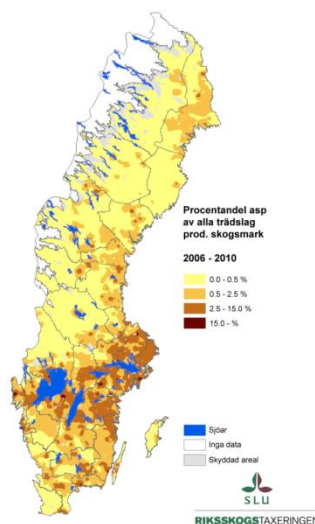 Procentandel asp
av alla trädslag
prod. skogsmark
2006 - 2010
0.0 - 0.5 %
0.5 - 2.5 %
2.5 - 15.0 %
15.0 - %
Sjöar
Inga data
Skyddad areal
SLU
RIKSSKOGSTAXERINGEN